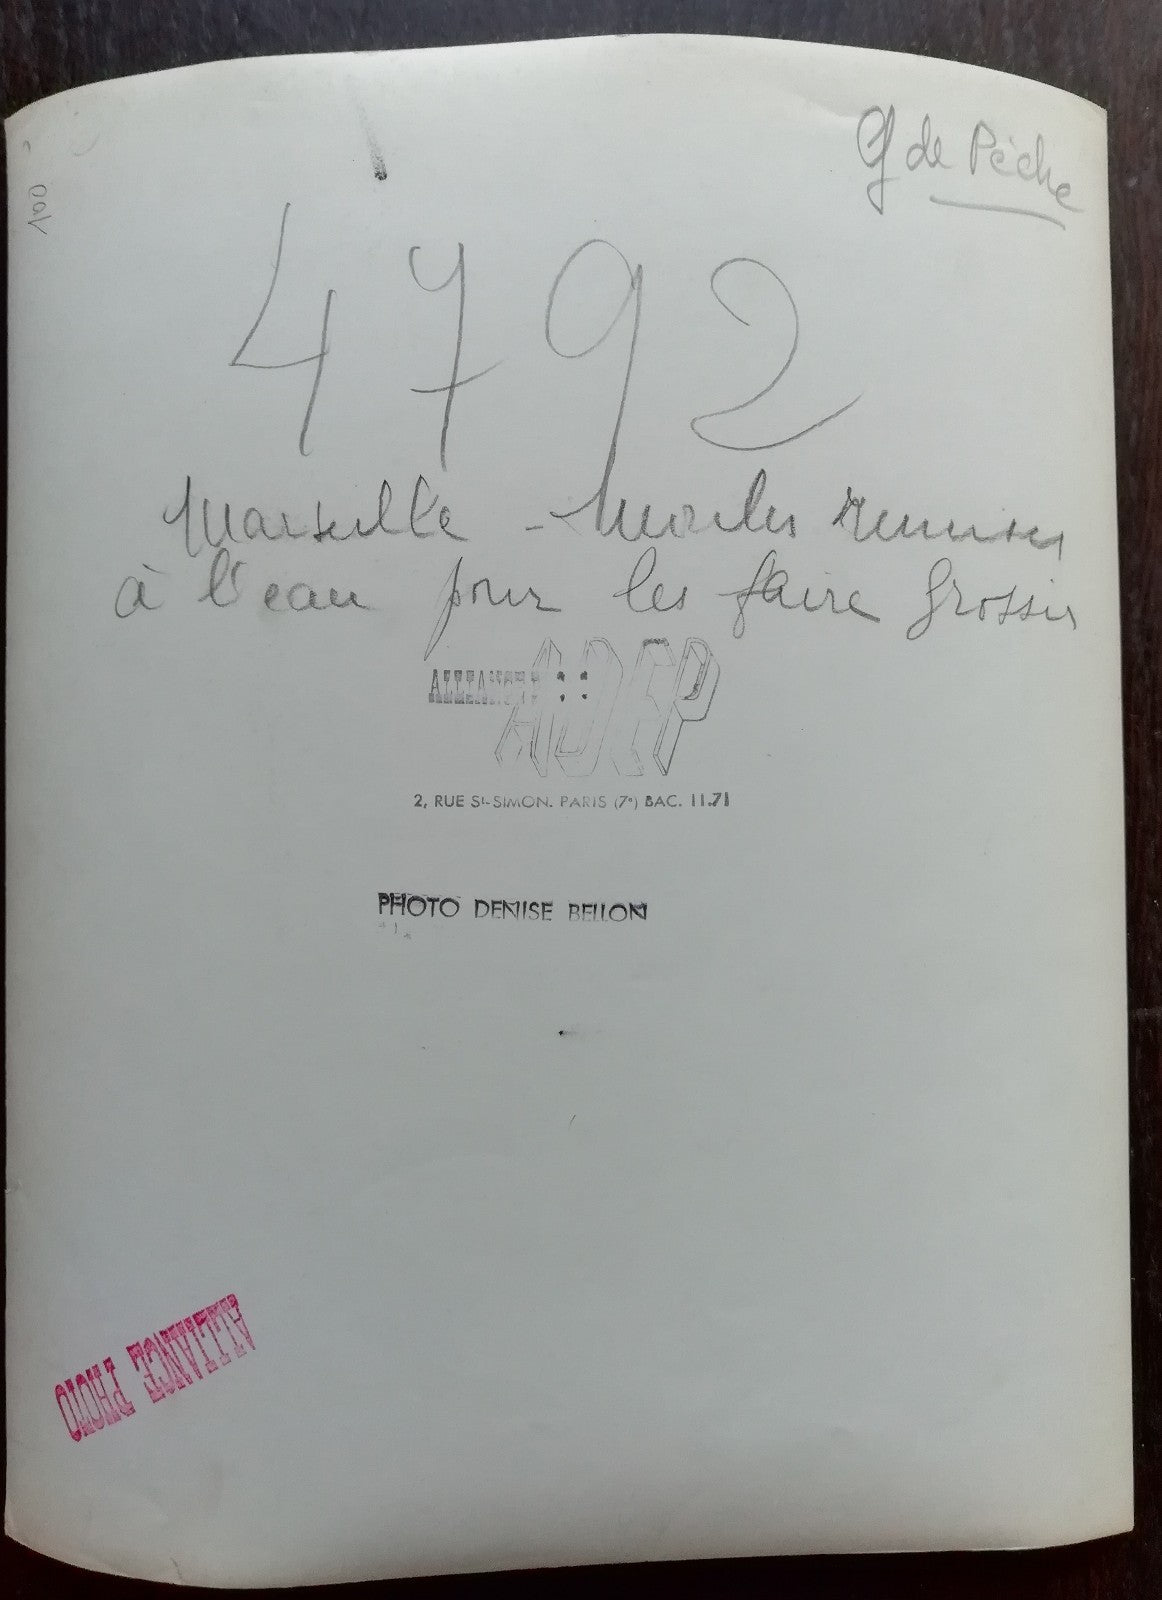 de Pêche
4792
Marseille - Moules remises
à l'eau pour les faire grossir
ALLIANCE ADEP
2, RUE St-SIMON. PARIS (7e) BAC. 11.71
PHOTO DENISE BELLON
ALLIANCE PHOTO